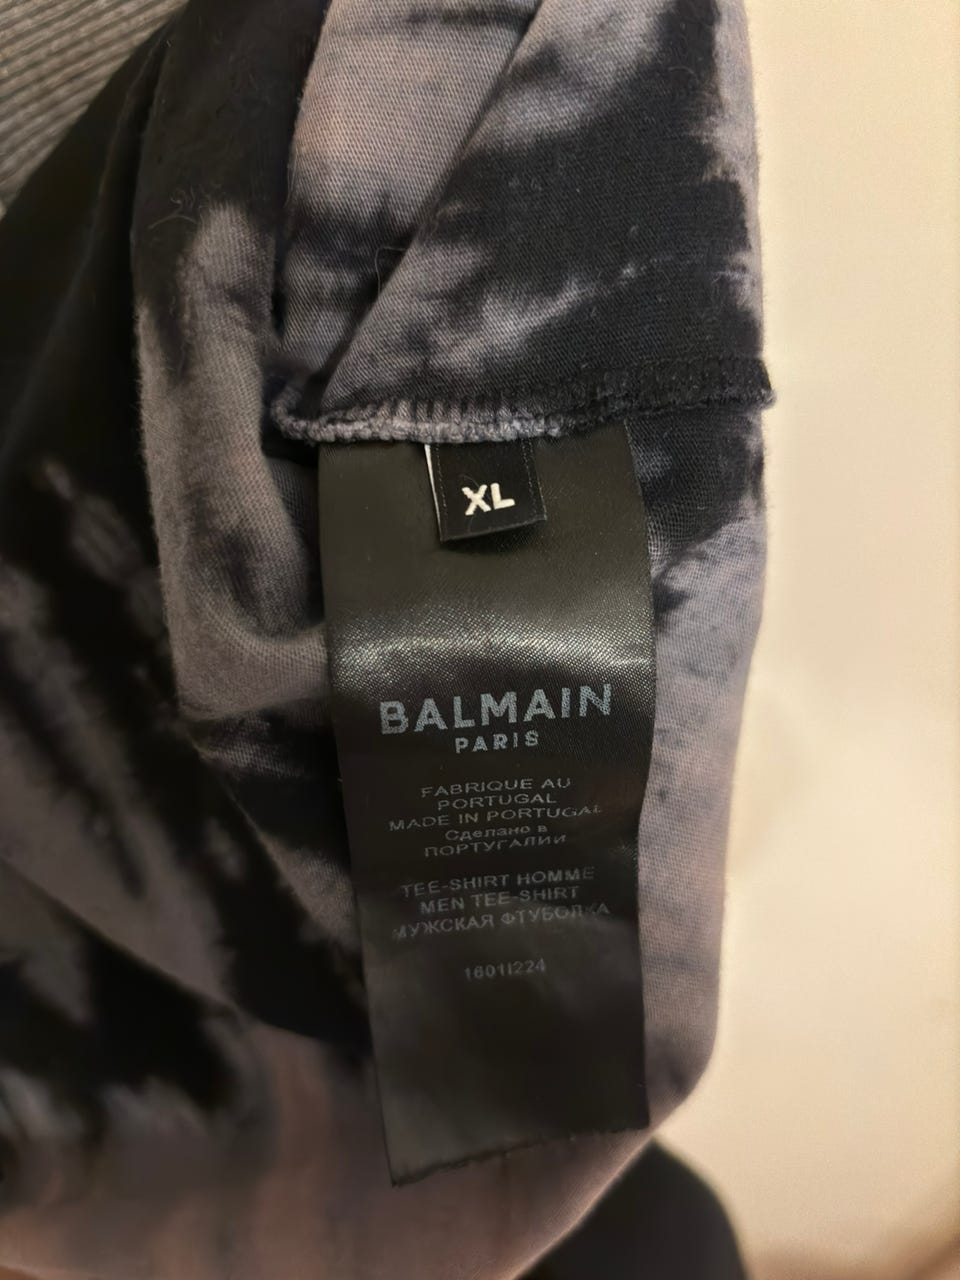 XL
BALMAIN
PARIS
FABRIQUE AU
PORTUGAL
MADE IN PORTUGAL
Сделано в
ПОРТУГАЛИИ
TEE-SHIRT HOMME
MEN TEE-SHIRT
МУЖСКАЯ ФТУБОЛКА
1601I224